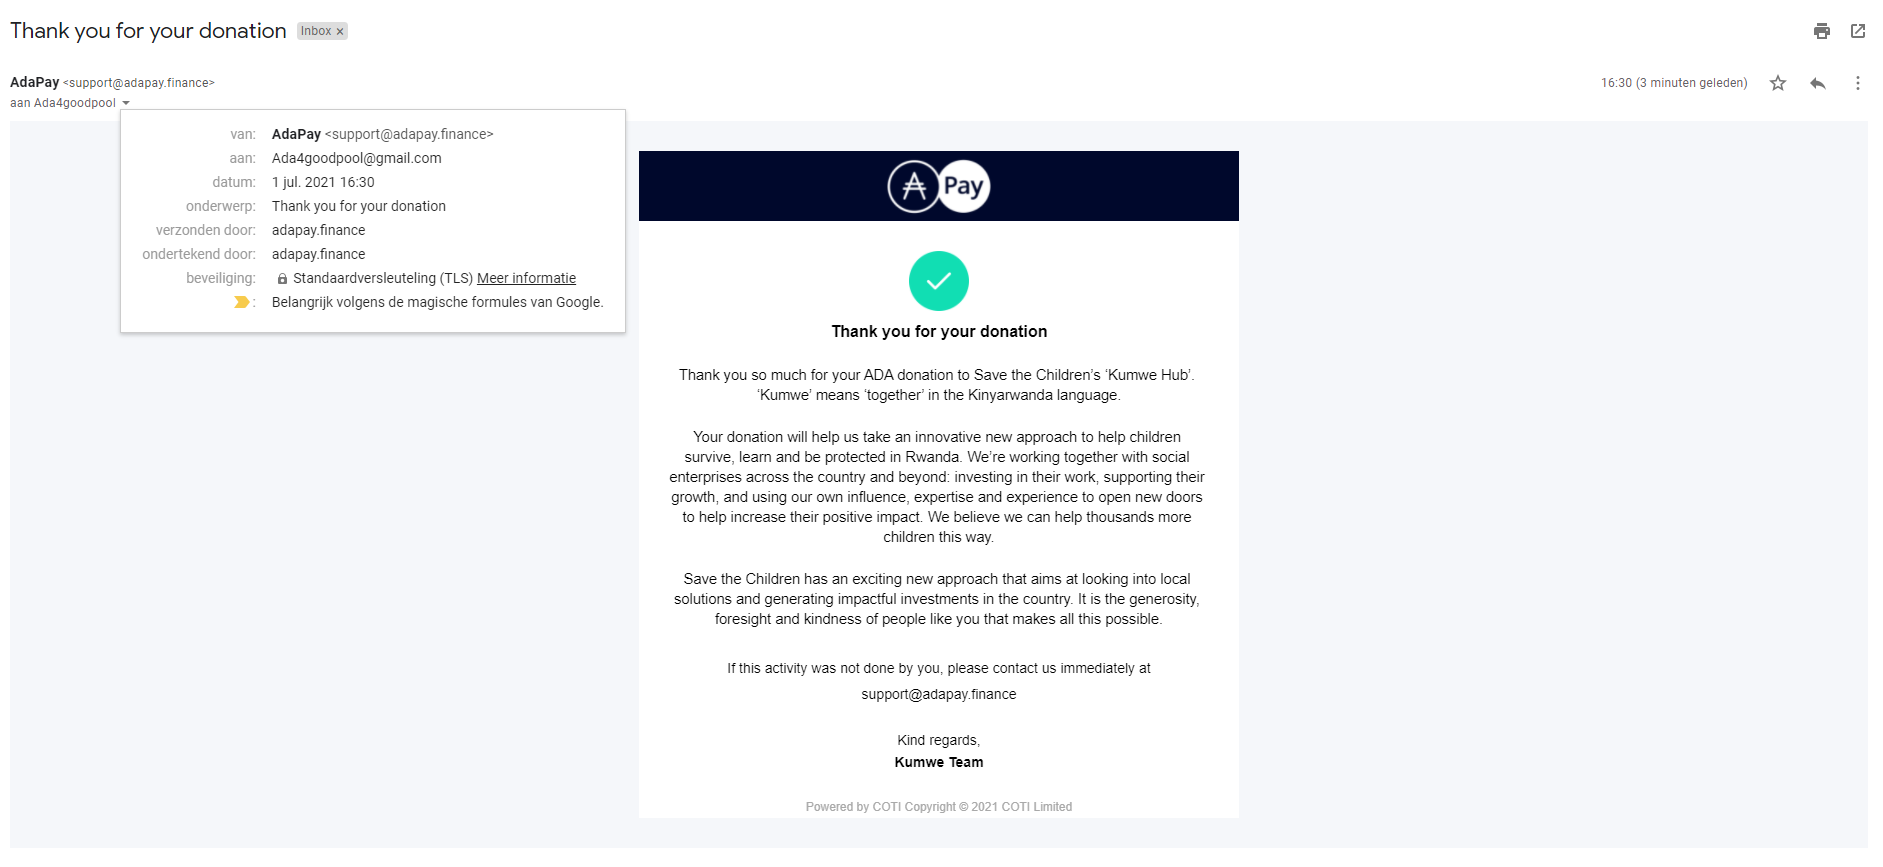 Thank you for your donation
Inbox ×
AdaPay <support@adapay.finance>
16:30 (3 minuten geleden)
aan Ada4goodpool
van: AdaPay <support@adapay.finance>
aan: Ada4goodpool@gmail.com
datum: 1 jul. 2021 16:30
onderwerp: Thank you for your donation
verzonden door: adapay.finance
ondertekend door: adapay.finance
beveiliging: Standaardversleuteling (TLS) Meer informatie
: Belangrijk volgens de magische formules van Google.
Pay
Thank you for your donation
Thank you so much for your ADA donation to Save the Children’s ‘Kumwe Hub’.
‘Kumwe’ means ‘together’ in the Kinyarwanda language.
Your donation will help us take an innovative new approach to help children
survive, learn and be protected in Rwanda. We’re working together with social
enterprises across the country and beyond: investing in their work, supporting their
growth, and using our own influence, expertise and experience to open new doors
to help increase their positive impact. We believe we can help thousands more
children this way.
Save the Children has an exciting new approach that aims at looking into local
solutions and generating impactful investments in the country. It is the generosity,
foresight and kindness of people like you that makes all this possible.
If this activity was not done by you, please contact us immediately at
support@adapay.finance
Kind regards,
Kumwe Team
Powered by COTI Copyright © 2021 COTI Limited